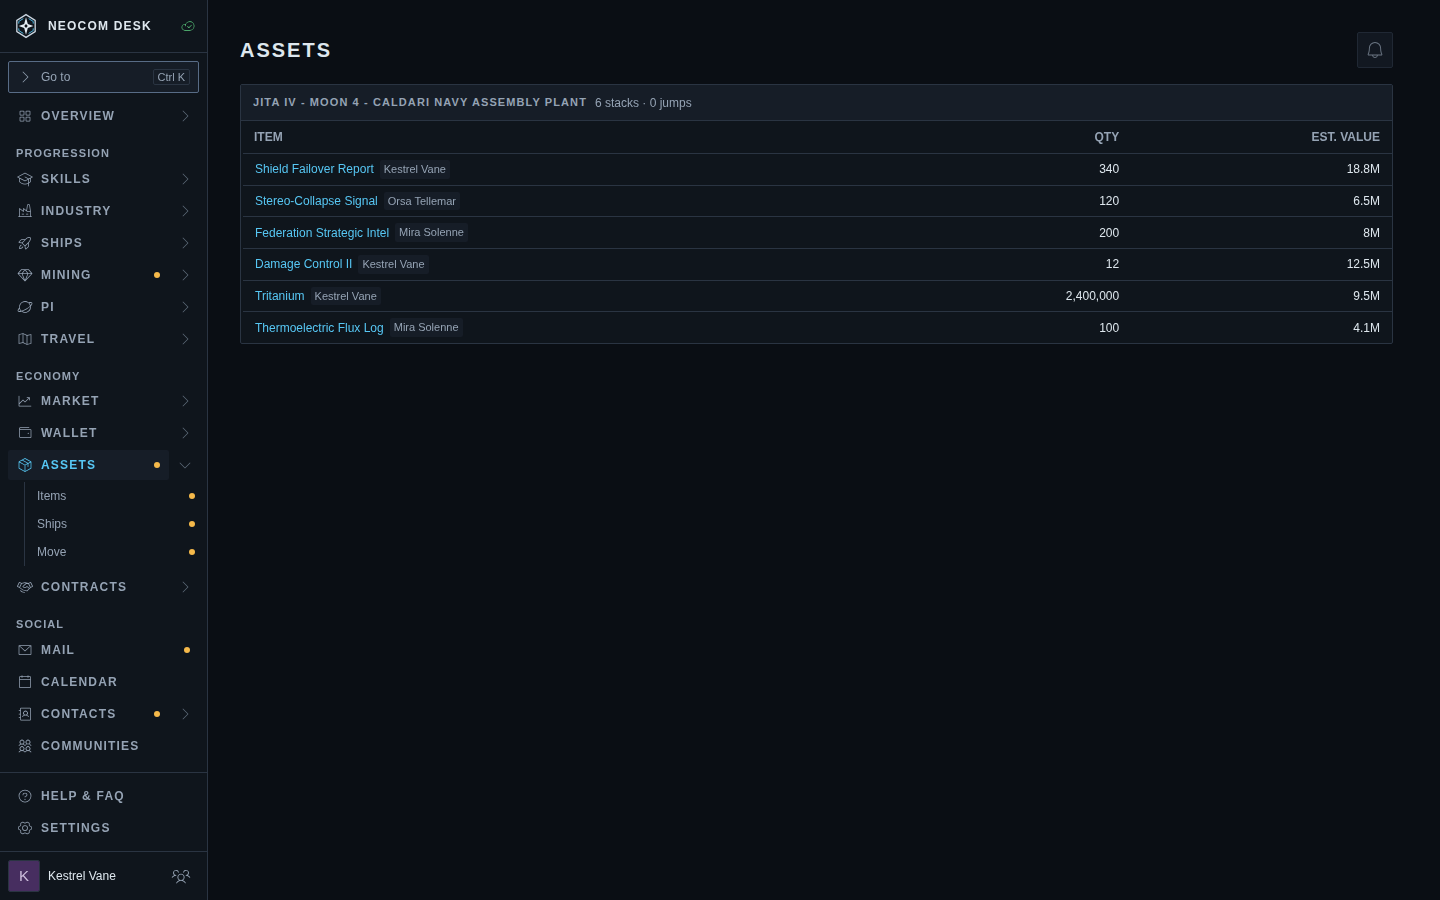 NEOCOM DESK
Go to Ctrl K
OVERVIEW
PROGRESSION
SKILLS
INDUSTRY
SHIPS
MINING
PI
TRAVEL
ECONOMY
MARKET
WALLET
ASSETS
Items
Ships
Move
CONTRACTS
SOCIAL
MAIL
CALENDAR
CONTACTS
COMMUNITIES
HELP & FAQ
SETTINGS
K Kestrel Vane
ASSETS
JITA IV - MOON 4 - CALDARI NAVY ASSEMBLY PLANT 6 stacks · 0 jumps
ITEM QTY EST. VALUE
Shield Failover Report Kestrel Vane 340 18.8M
Stereo-Collapse Signal Orsa Tellemar 120 6.5M
Federation Strategic Intel Mira Solenne 200 8M
Damage Control II Kestrel Vane 12 12.5M
Tritanium Kestrel Vane 2,400,000 9.5M
Thermoelectric Flux Log Mira Solenne 100 4.1M